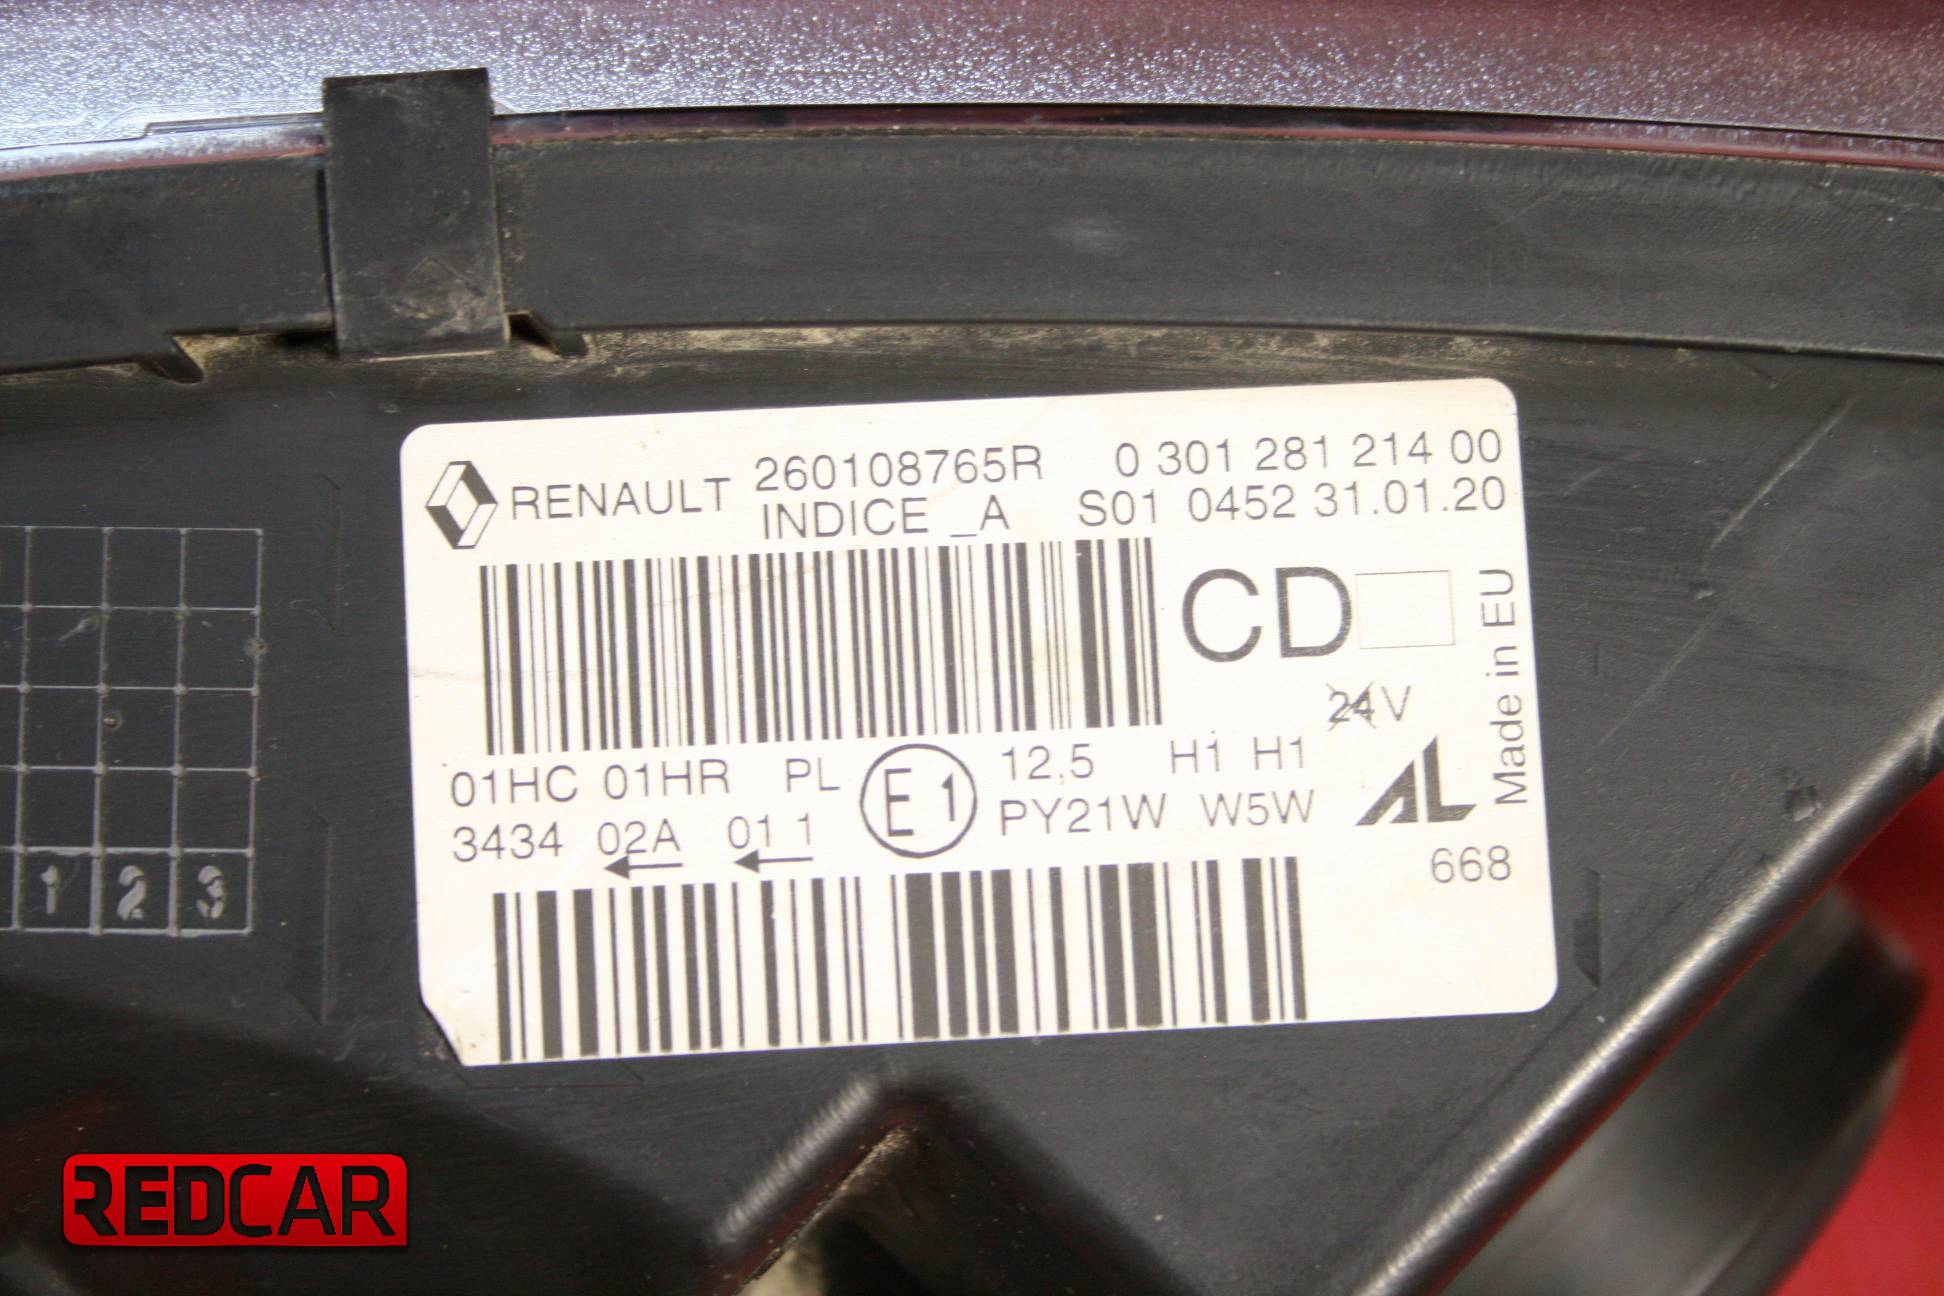 RENAULT 260108765R 0 301 281 214 00
INDICE _A S01 0452 31.01.20
CD
24V
Made in EU
01HC 01HR PL E1 12,5 H1 H1
3434 02A 01 1 PY21W W5W AL
668
1 2 3
REDCAR